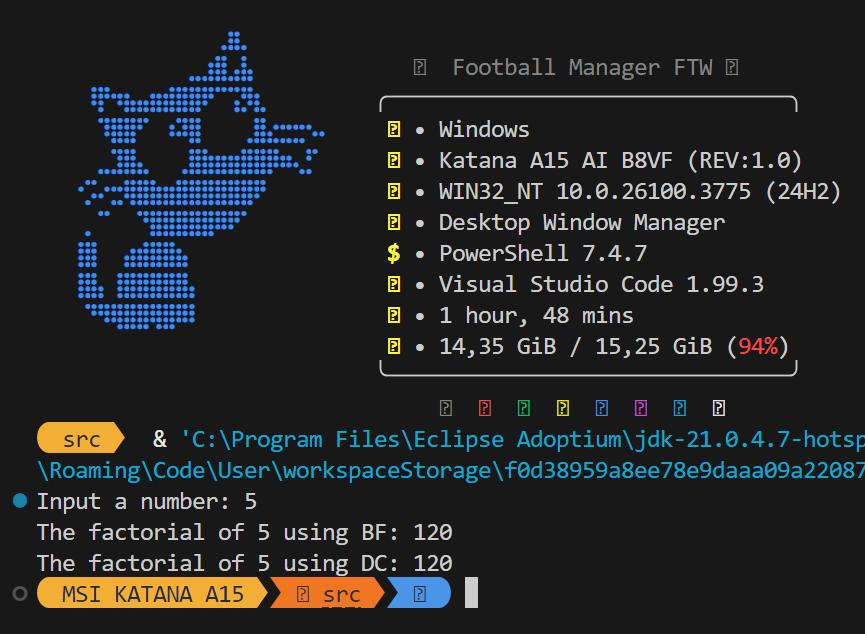 Football Manager FTW
• Windows
• Katana A15 AI B8VF (REV:1.0)
• WIN32_NT 10.0.26100.3775 (24H2)
• Desktop Window Manager
$ • PowerShell 7.4.7
• Visual Studio Code 1.99.3
• 1 hour, 48 mins
• 14,35 GiB / 15,25 GiB (94%)
src & 'C:\Program Files\Eclipse Adoptium\jdk-21.0.4.7-hotsp
\Roaming\Code\User\workspaceStorage\f0d38959a8ee78e9daaa09a22087
Input a number: 5
The factorial of 5 using BF: 120
The factorial of 5 using DC: 120
MSI KATANA A15 src